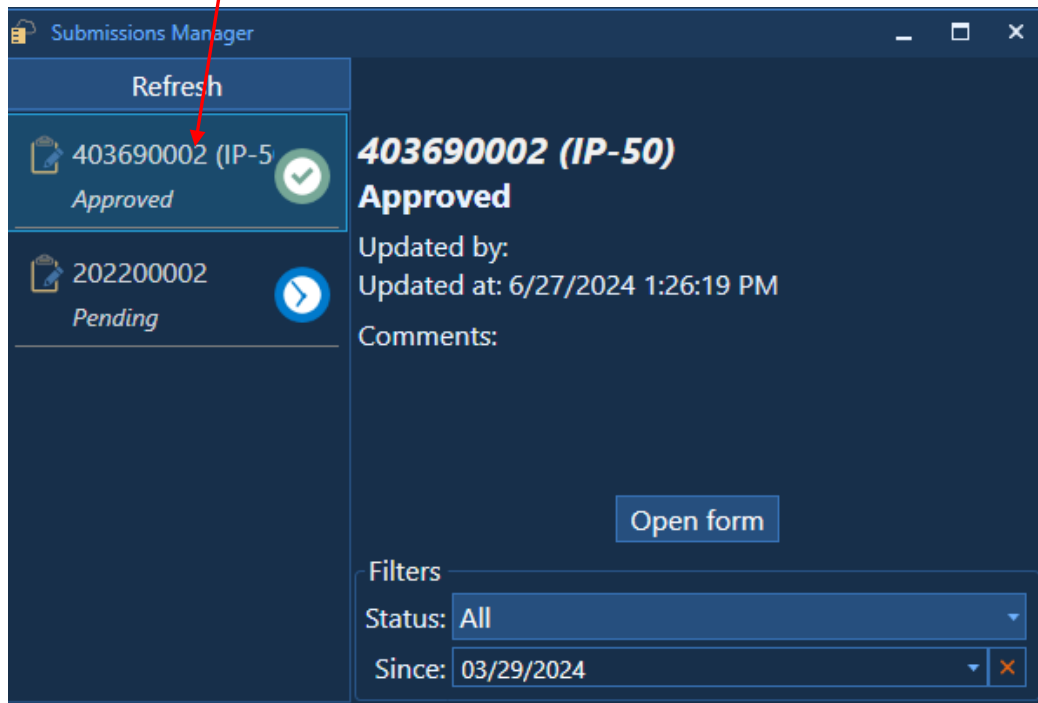 Submissions Manager
Refresh
403690002 (IP-5
Approved
202200002
Pending
403690002 (IP-50)
Approved
Updated by:
Updated at: 6/27/2024 1:26:19 PM
Comments:
Open form
Filters
Status: All
Since: 03/29/2024